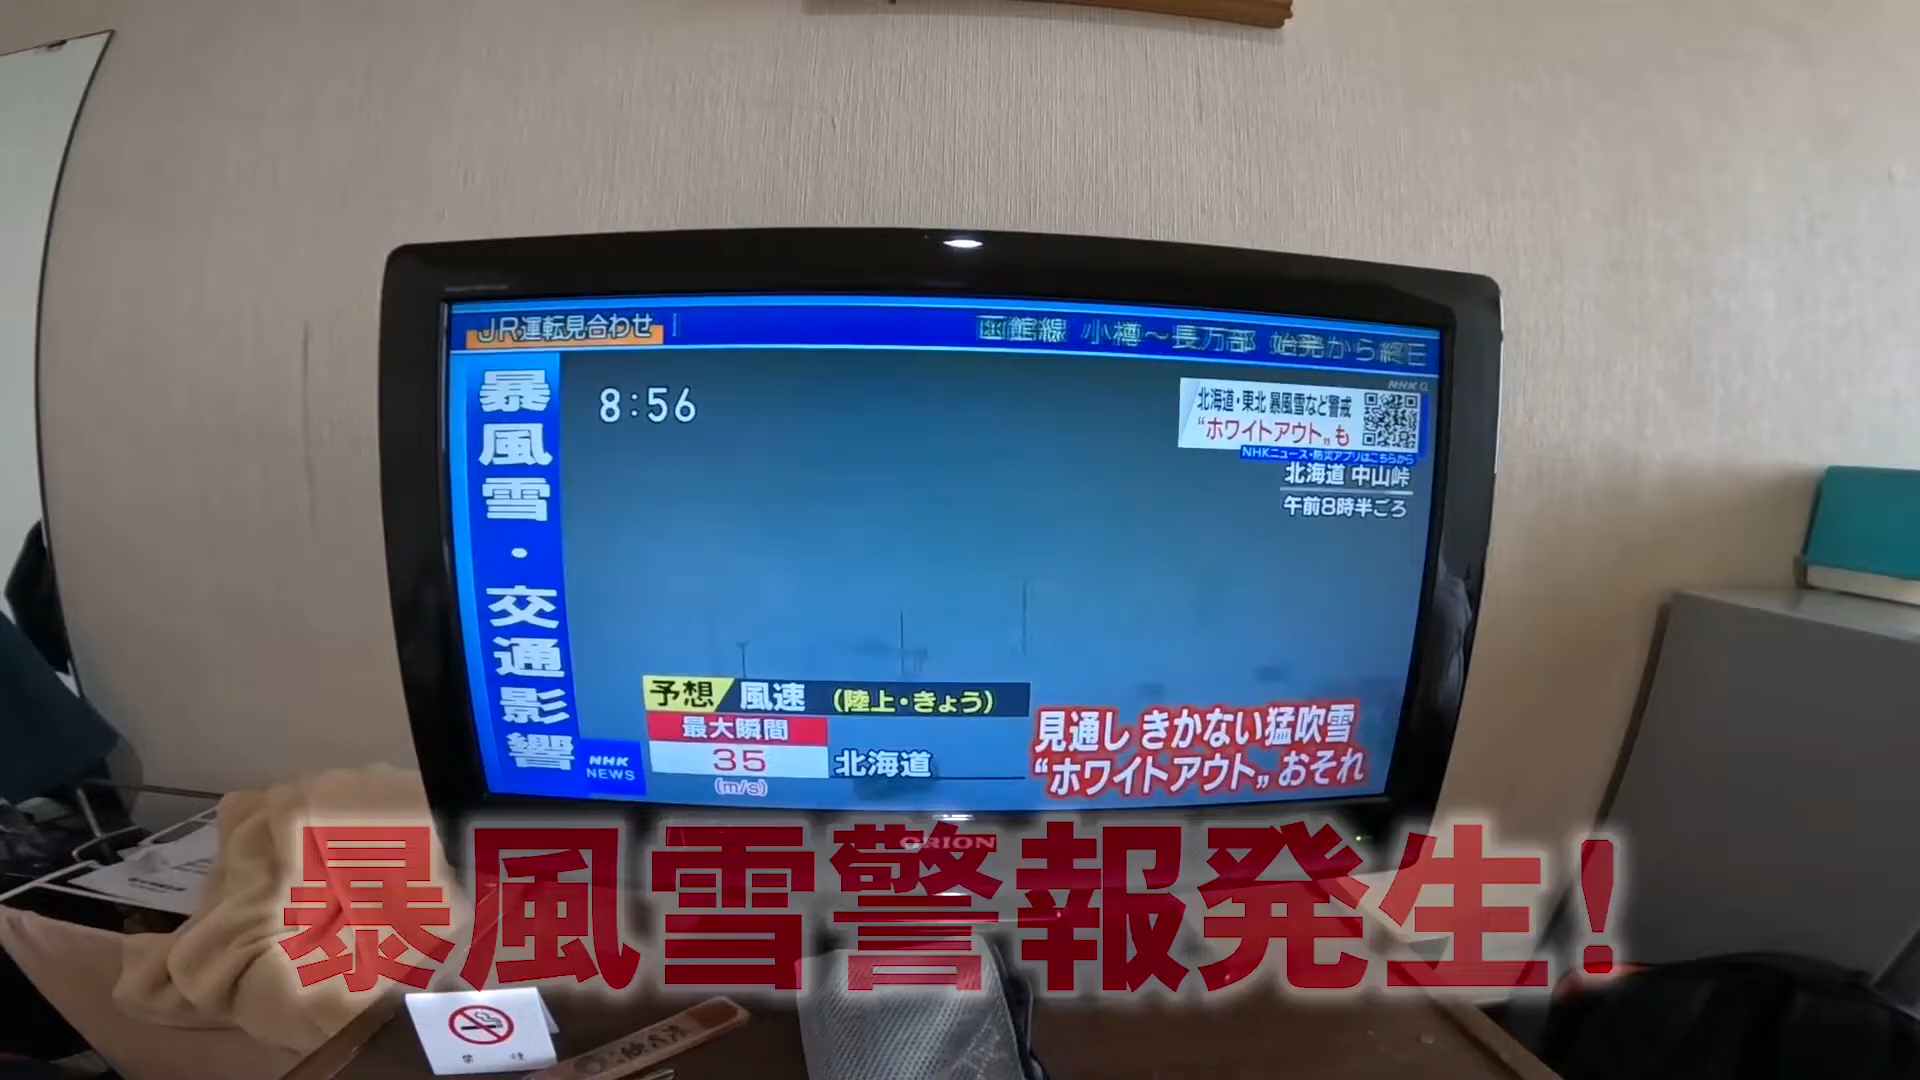 JR運転見合わせ
函館線 小樽～長万部 始発から終日
暴風雪・交通影響
8:56
NHK G
北海道・東北 暴風雪など警戒
“ホワイトアウト”も
NHKニュース・防災アプリはこちらから
北海道 中山峠
午前8時半ごろ
予想 風速 (陸上・きょう)
最大瞬間
35
(m/s)
北海道
見通し きかない猛吹雪
“ホワイトアウト”おそれ
NHK
NEWS
ORION
暴風雪警報発生!
禁煙